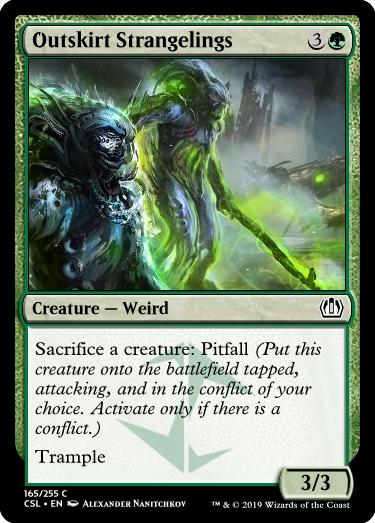 Outskirt Strangelings 3
Creature — Weird
Sacrifice a creature: Pitfall (Put this
creature onto the battlefield tapped,
attacking, and in the conflict of your
choice. Activate only if there is a
conflict.)
Trample
3/3
165/255 C
CSL • EN Alexander Nanitchkov ™ & © 2019 Wizards of the Coast